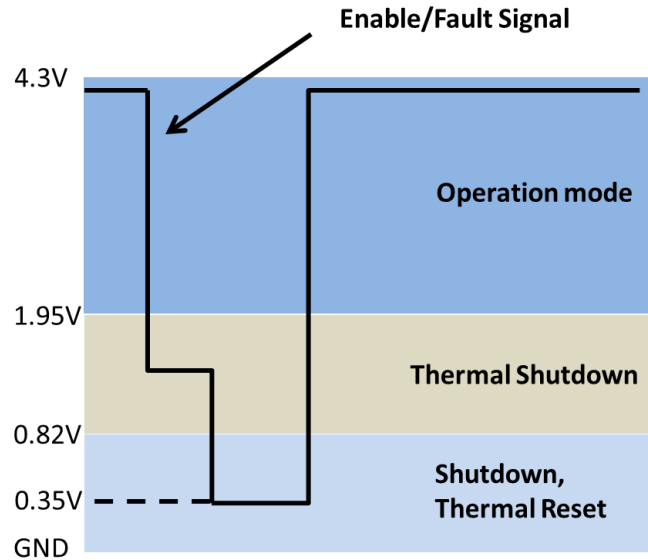 Enable/Fault Signal
4.3V
Operation mode
1.95V
Thermal Shutdown
0.82V
Shutdown,
Thermal Reset
0.35V
GND